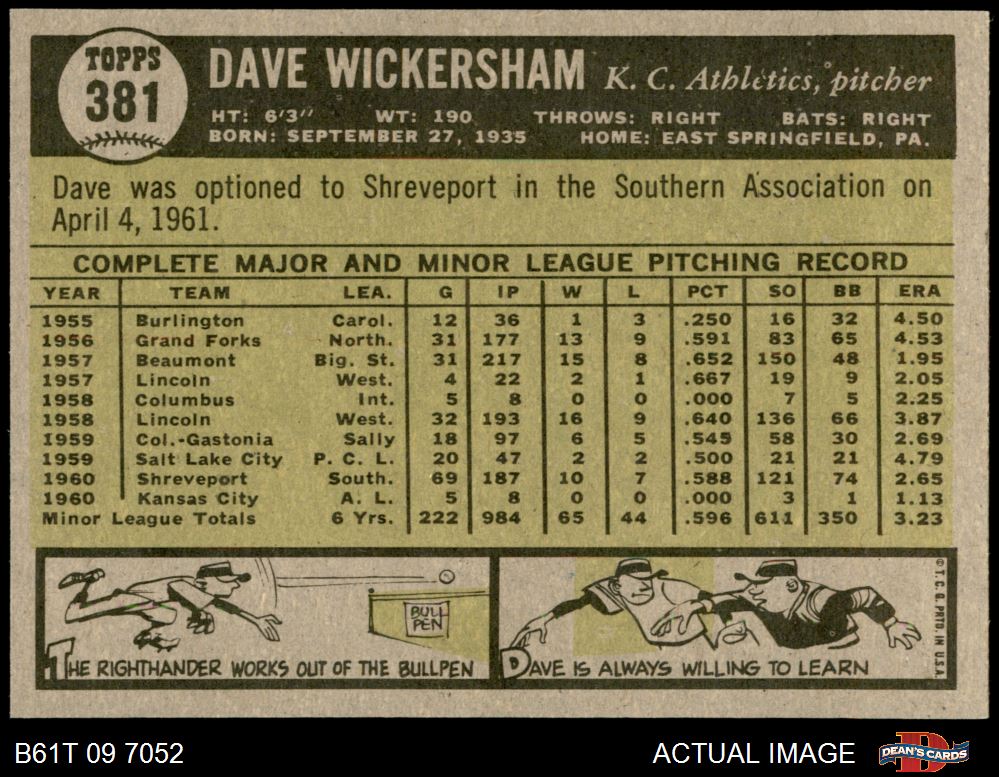 TOPPS
381
DAVE WICKERSHAM K. C. Athletics, pitcher
HT: 6'3" WT: 190 THROWS: RIGHT BATS: RIGHT
BORN: SEPTEMBER 27, 1935 HOME: EAST SPRINGFIELD, PA.
Dave was optioned to Shreveport in the Southern Association on
April 4, 1961.
COMPLETE MAJOR AND MINOR LEAGUE PITCHING RECORD
YEAR TEAM LEA. G IP W L PCT SO BB ERA
1955 Burlington Carol. 12 36 1 3 .250 16 32 4.50
1956 Grand Forks North. 31 177 13 9 .591 83 65 4.53
1957 Beaumont Big. St. 31 217 15 8 .652 150 48 1.95
1957 Lincoln West. 4 22 2 1 .667 19 9 2.05
1958 Columbus Int. 5 8 0 0 .000 7 5 2.25
1958 Lincoln West. 32 193 16 9 .640 136 66 3.87
1959 Col.-Gastonia Sally 18 97 6 5 .545 58 30 2.69
1959 Salt Lake City P. C. L. 20 47 2 2 .500 21 21 4.79
1960 Shreveport South. 69 187 10 7 .588 121 74 2.65
1960 Kansas City A. L. 5 8 0 0 .000 3 1 1.13
Minor League Totals 6 Yrs. 222 984 65 44 .596 611 350 3.23
BULL
PEN
THE RIGHTHANDER WORKS OUT OF THE BULLPEN
DAVE IS ALWAYS WILLING TO LEARN
© T. C. G. PRTD. IN U.S.A.
B61T 09 7052 ACTUAL IMAGE
D
DEAN'S CARDS